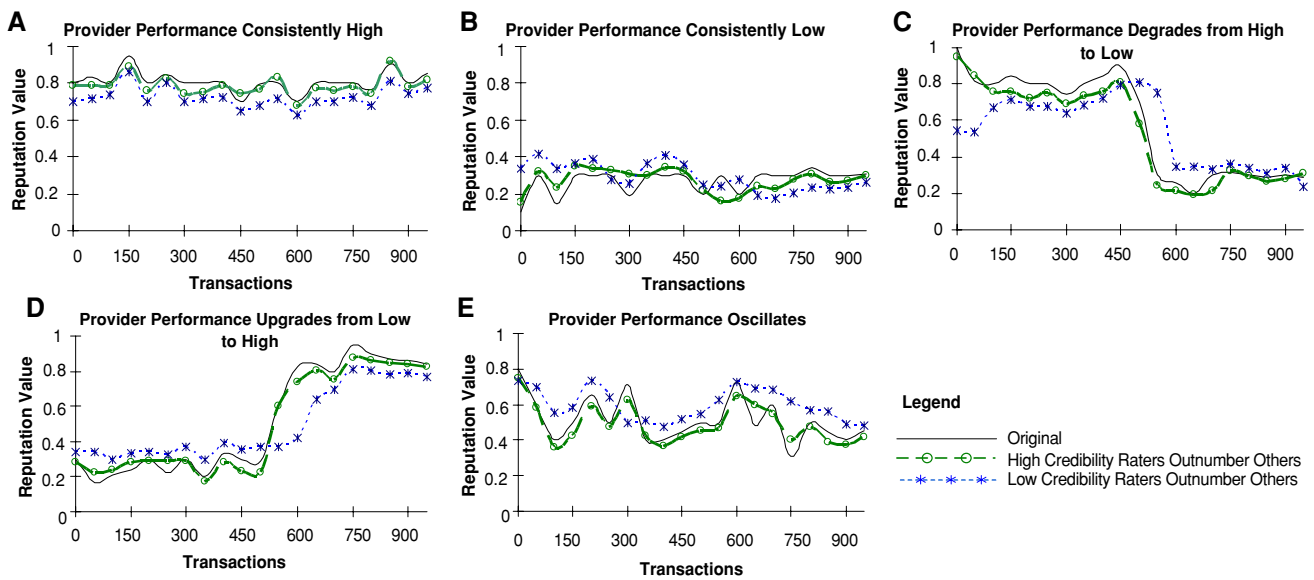 A
Provider Performance Consistently High
Reputation Value
1
0.8
0.6
0.4
0.2
0
0 150 300 450 600 750 900
Transactions
B
Provider Performance Consistently Low
Reputation Value
1
0.8
0.6
0.4
0.2
0
0 150 300 450 600 750 900
Transactions
C
Provider Performance Degrades from High
to Low
Reputation Value
1
0.8
0.6
0.4
0.2
0
0 150 300 450 600 750 900
Transactions
D
Provider Performance Upgrades from Low
to High
Reputation Value
1
0.8
0.6
0.4
0.2
0
0 150 300 450 600 750 900
Transactions
E
Provider Performance Oscillates
Reputation Value
1
0.8
0.6
0.4
0.2
0
0 150 300 450 600 750 900
Transactions
Legend
Original
High Credibility Raters Outnumber Others
Low Credibility Raters Outnumber Others